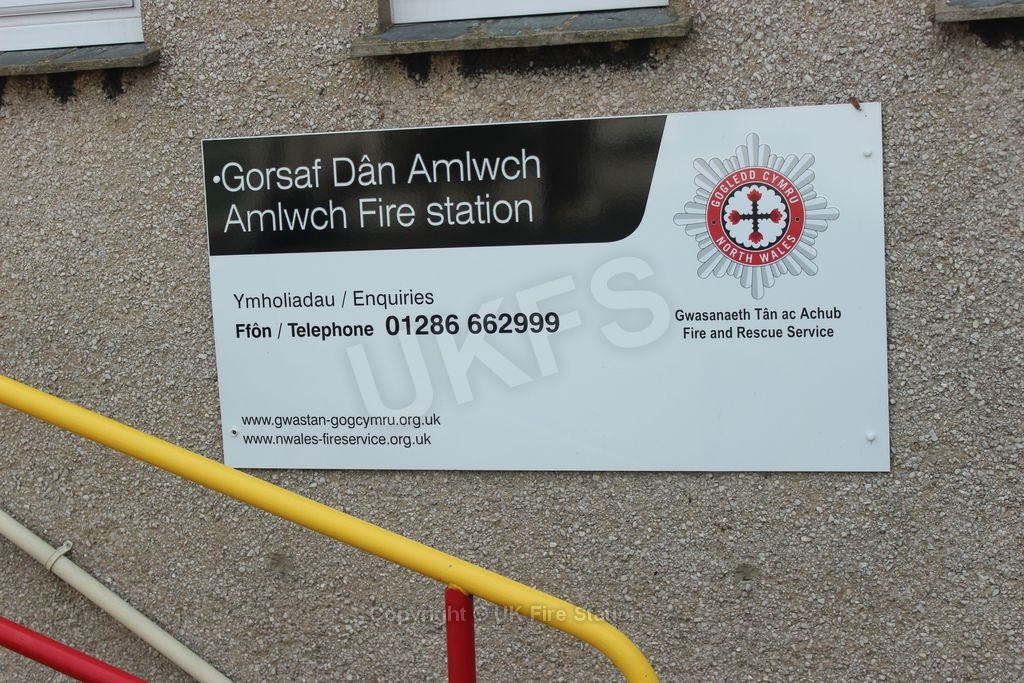 Gorsaf Dân Amlwch
Amlwch Fire station
GOGLEDD CYMRU
NORTH WALES
Gwasanaeth Tân ac Achub
Fire and Rescue Service
Ymholiadau / Enquiries
Ffôn / Telephone 01286 662999
www.gwastan-gogcymru.org.uk
www.nwales-fireservice.org.uk
UKFS
Copyright © UK Fire Station